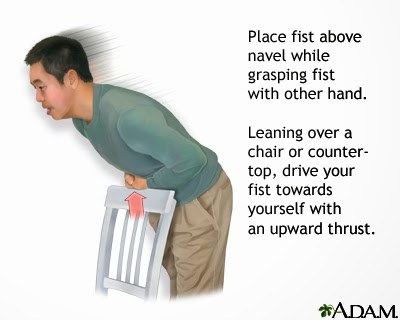 Place fist above
navel while
grasping fist
with other hand.
Leaning over a
chair or counter-
top, drive your
fist towards
yourself with
an upward thrust.
ADAM.